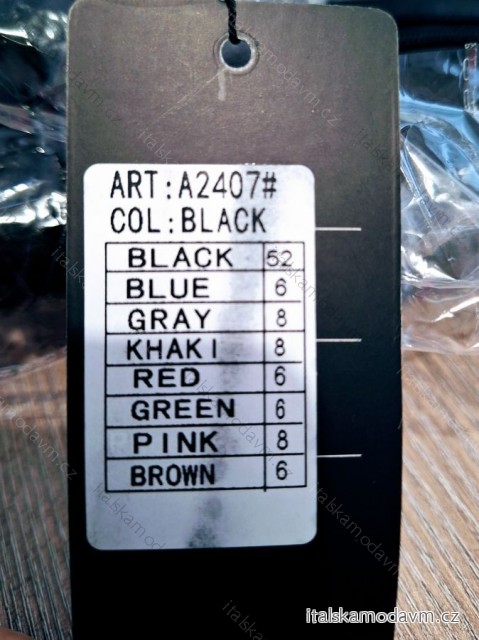 ART:A2407#
COL:BLACK
BLACK 52
BLUE 6
GRAY 8
KHAKI 8
RED 6
GREEN 6
PINK 8
BROWN 6
italskamodavm.cz